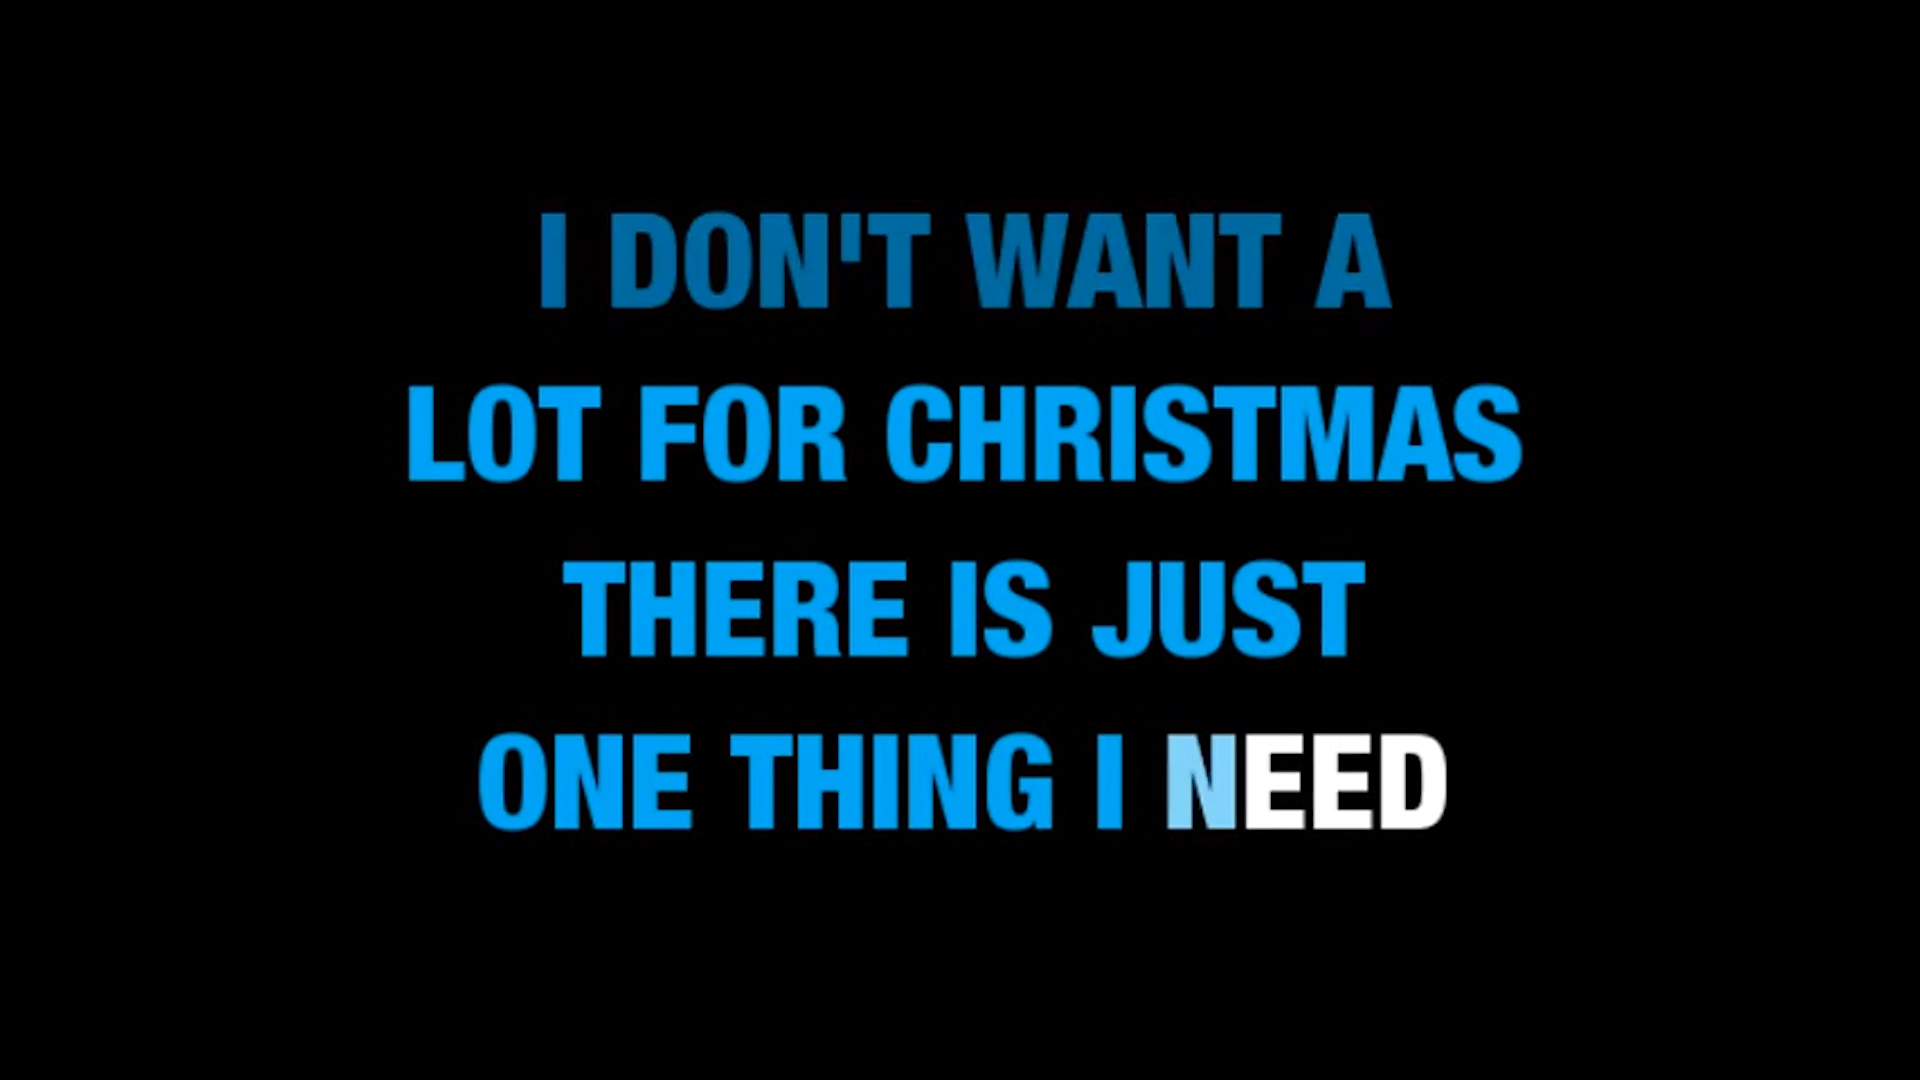 I DON'T WANT A
LOT FOR CHRISTMAS
THERE IS JUST
ONE THING I NEED